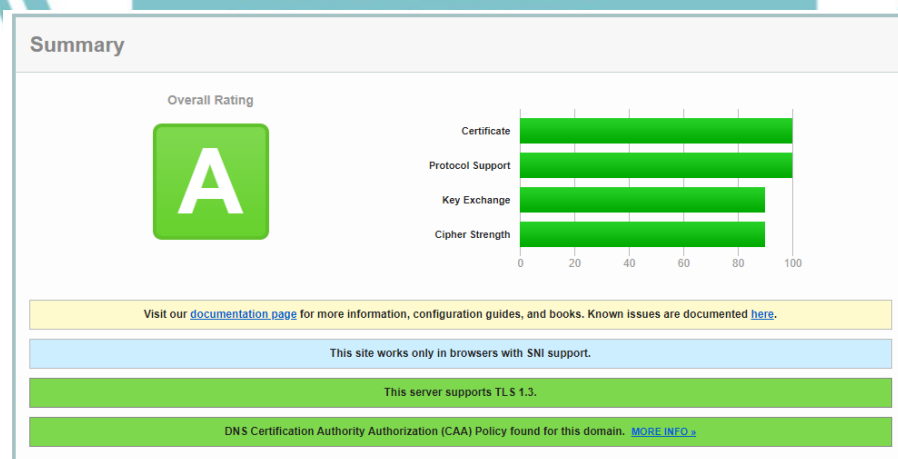 Summary
Overall Rating
A
Certificate
Protocol Support
Key Exchange
Cipher Strength
0 20 40 60 80 100
Visit our documentation page for more information, configuration guides, and books. Known issues are documented here.
This site works only in browsers with SNI support.
This server supports TLS 1.3.
DNS Certification Authority Authorization (CAA) Policy found for this domain. MORE INFO »